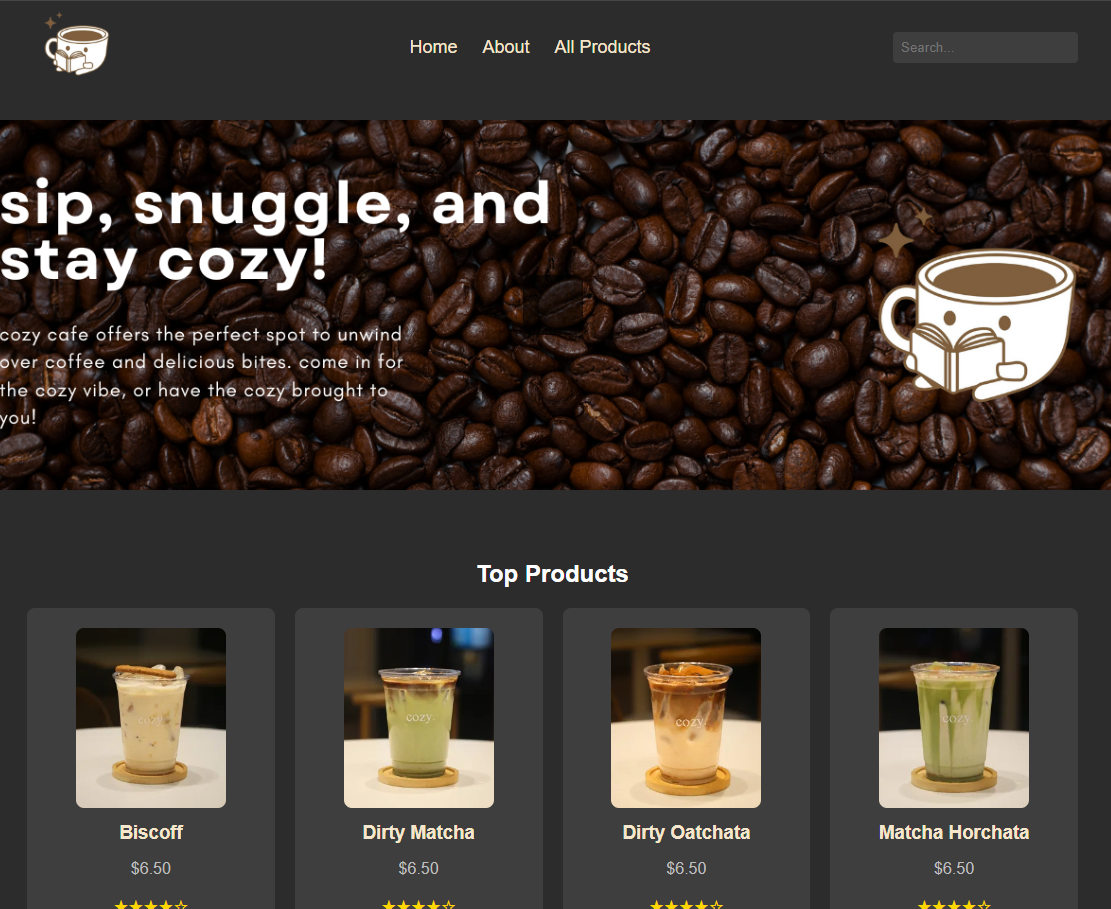 Home About All Products Search...
sip, snuggle, and
stay cozy!
cozy cafe offers the perfect spot to unwind
over coffee and delicious bites. come in for
the cozy vibe, or have the cozy brought to
you!
Top Products
cozy. cozy. cozy. cozy.
Biscoff Dirty Matcha Dirty Oatchata Matcha Horchata
$6.50 $6.50 $6.50 $6.50
★★★★☆ ★★★★☆ ★★★★☆ ★★★★☆